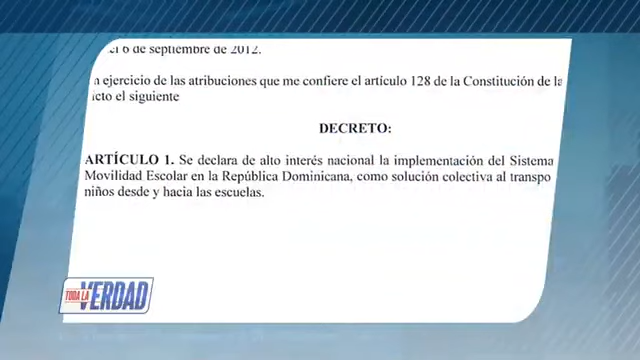 el 6 de septiembre de 2012.
n ejercicio de las atribuciones que me confiere el artículo 128 de la Constitución de la
icto el siguiente
DECRETO:
ARTÍCULO 1. Se declara de alto interés nacional la implementación del Sistema
Movilidad Escolar en la República Dominicana, como solución colectiva al transpo
niños desde y hacia las escuelas.
TODA LA VERDAD